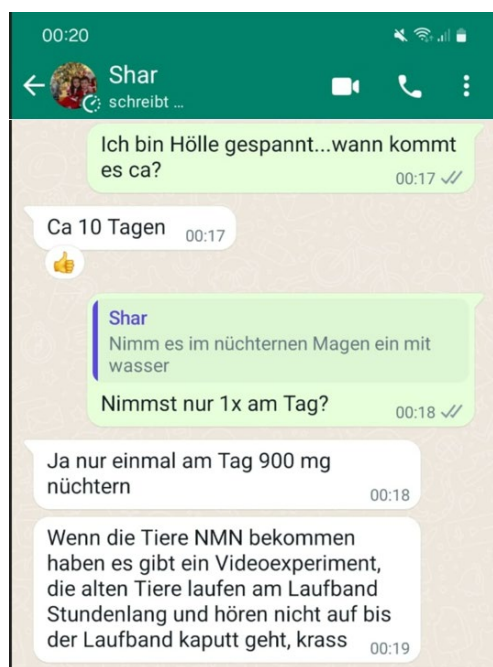 00:20
Shar
schreibt ...
Ich bin Hölle gespannt...wann kommt
es ca?
00:17
Ca 10 Tagen 00:17
Shar
Nimm es im nüchternen Magen ein mit
wasser
Nimmst nur 1x am Tag?
00:18
Ja nur einmal am Tag 900 mg
nüchtern
00:18
Wenn die Tiere NMN bekommen
haben es gibt ein Videoexperiment,
die alten Tiere laufen am Laufband
Stundenlang und hören nicht auf bis
der Laufband kaputt geht, krass 00:19